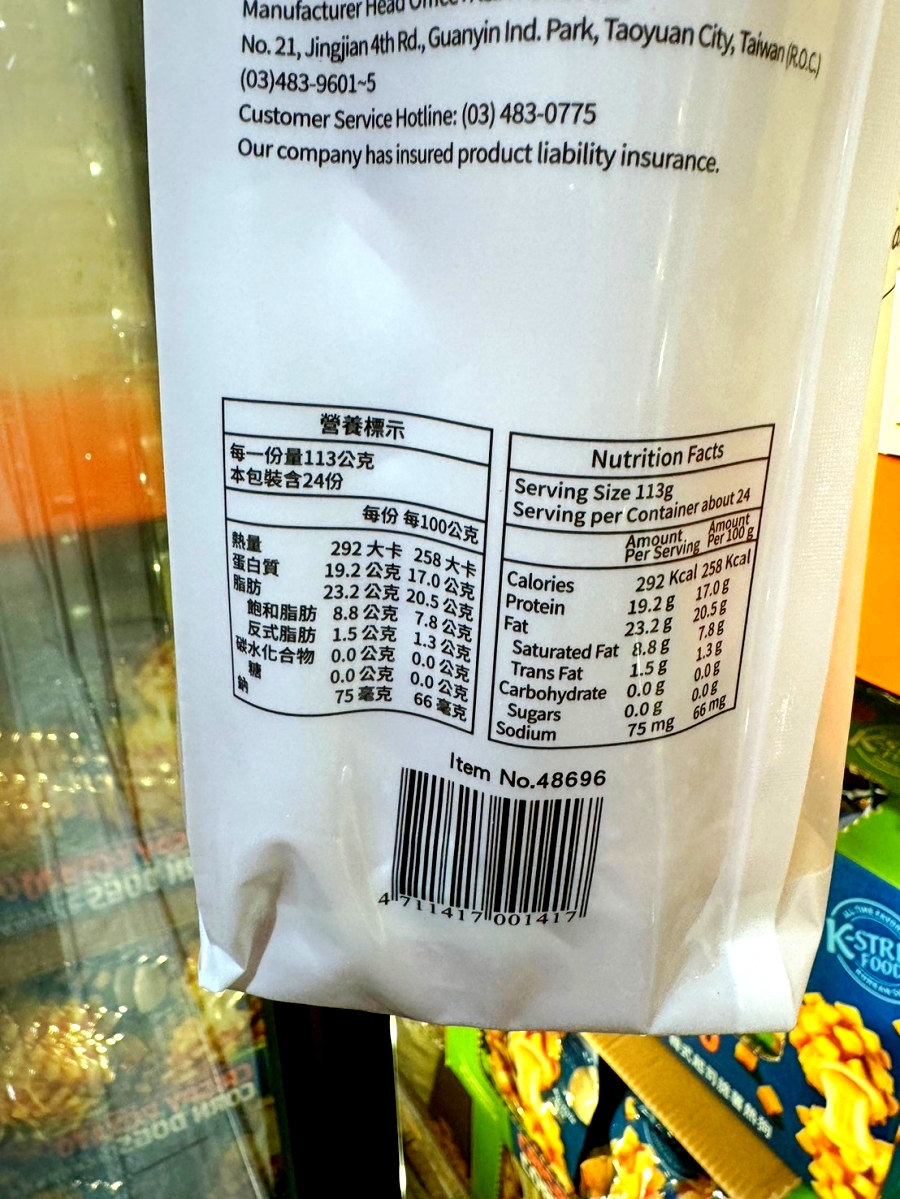 Manufacturer Head Office
No. 21, Jingjian 4th Rd., Guanyin Ind. Park, Taoyuan City, Taiwan (R.O.C.)
(03)483-9601~5
Customer Service Hotline: (03) 483-0775
Our company has insured product liability insurance.
營養標示
每一份量113公克
本包裝含24份
每份 每100公克
熱量 292 大卡 258 大卡
蛋白質 19.2 公克 17.0 公克
脂肪 23.2 公克 20.5 公克
飽和脂肪 8.8 公克 7.8 公克
反式脂肪 1.5 公克 1.3 公克
碳水化合物 0.0 公克 0.0 公克
糖 0.0 公克 0.0 公克
鈉 75 毫克 66 毫克
Nutrition Facts
Serving Size 113g
Serving per Container about 24
Amount Per Serving Amount Per 100 g
Calories 292 Kcal 258 Kcal
Protein 19.2 g 17.0 g
Fat 23.2 g 20.5 g
Saturated Fat 8.8 g 7.8 g
Trans Fat 1.5 g 1.3 g
Carbohydrate 0.0 g 0.0 g
Sugars 0.0 g 0.0 g
Sodium 75 mg 66 mg
Item No.48696
4 711417 001417
CORN DOGS